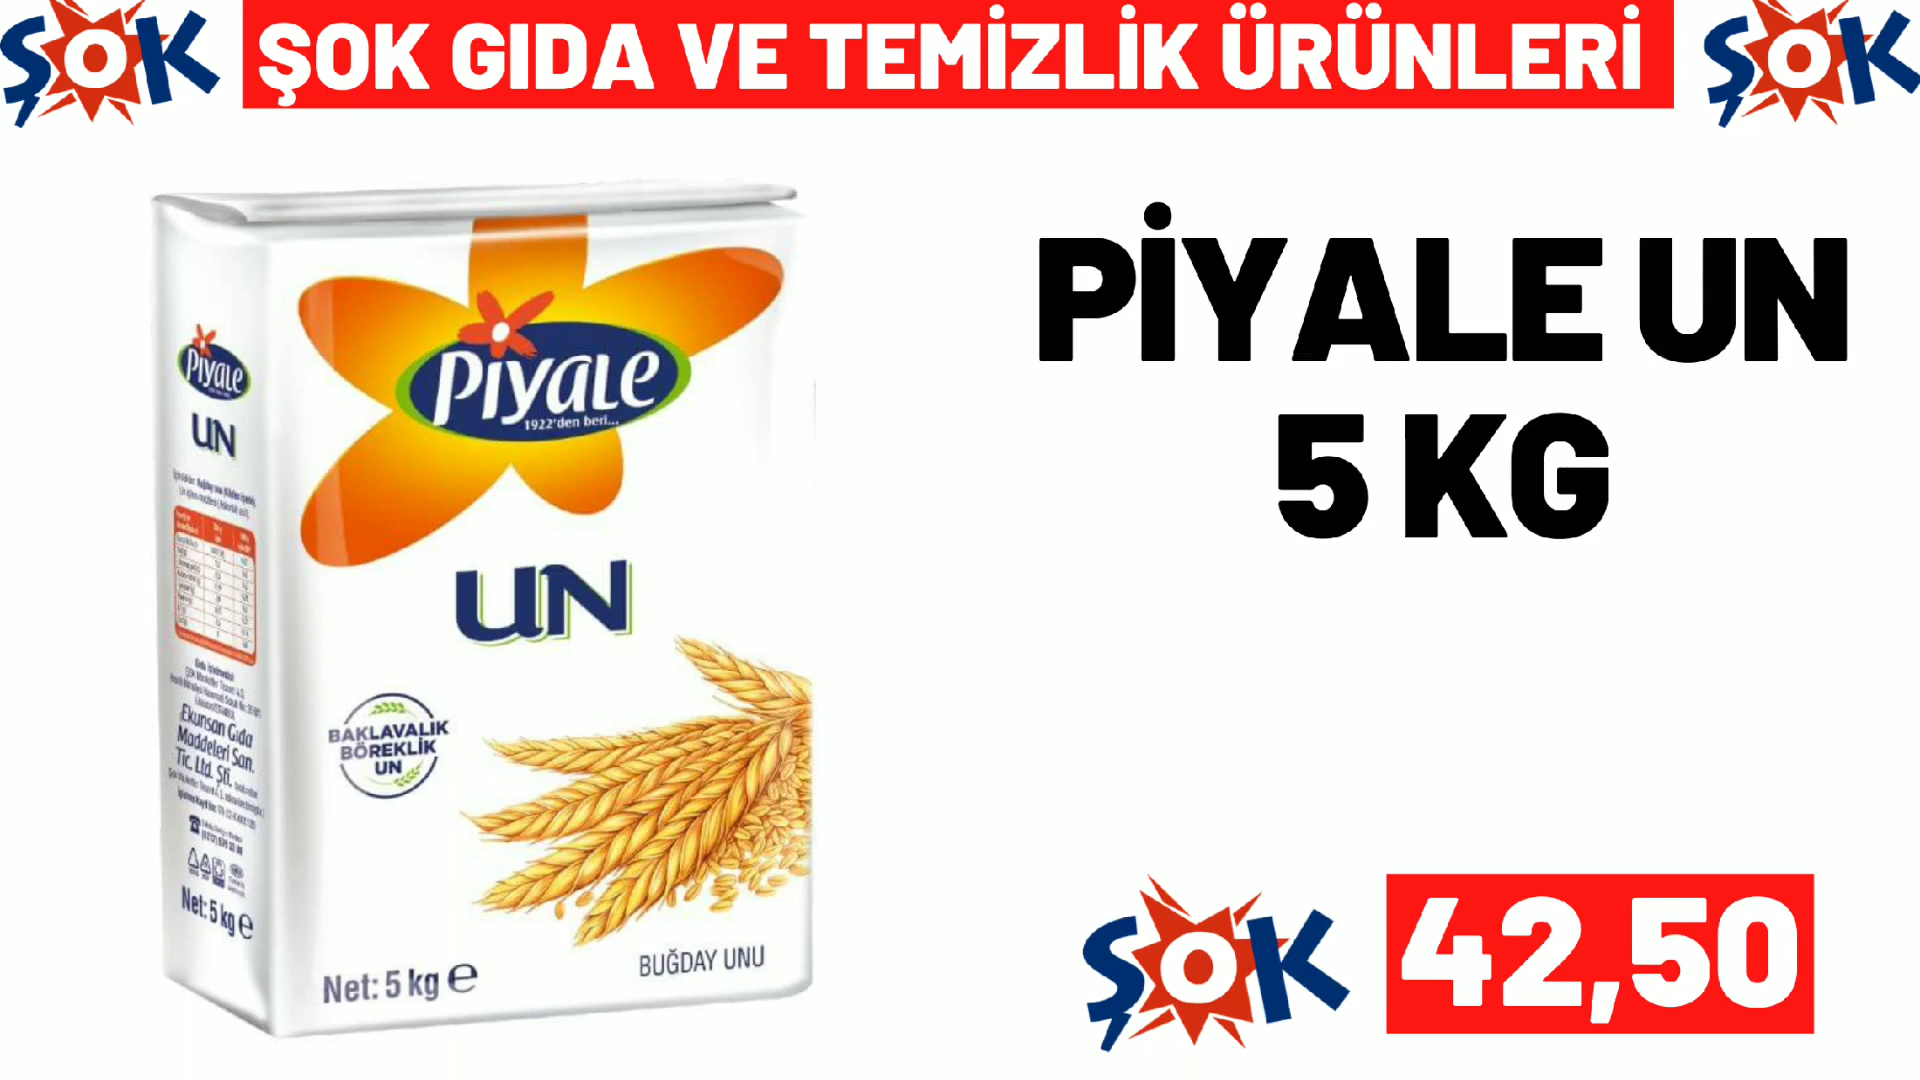 ŞOK
ŞOK GIDA VE TEMİZLİK ÜRÜNLERİ
ŞOK
PİYALE UN
5 KG
Piyale
1922'den beri...
UN
BAKLAVALIK
BÖREKLİK
UN
Net: 5 kg e
BUĞDAY UNU
Piyale
UN
Ekursan Gıda
Maddeleri San.
Tic. Ltd. Şti.
Net: 5 kg e
ŞOK
42,50